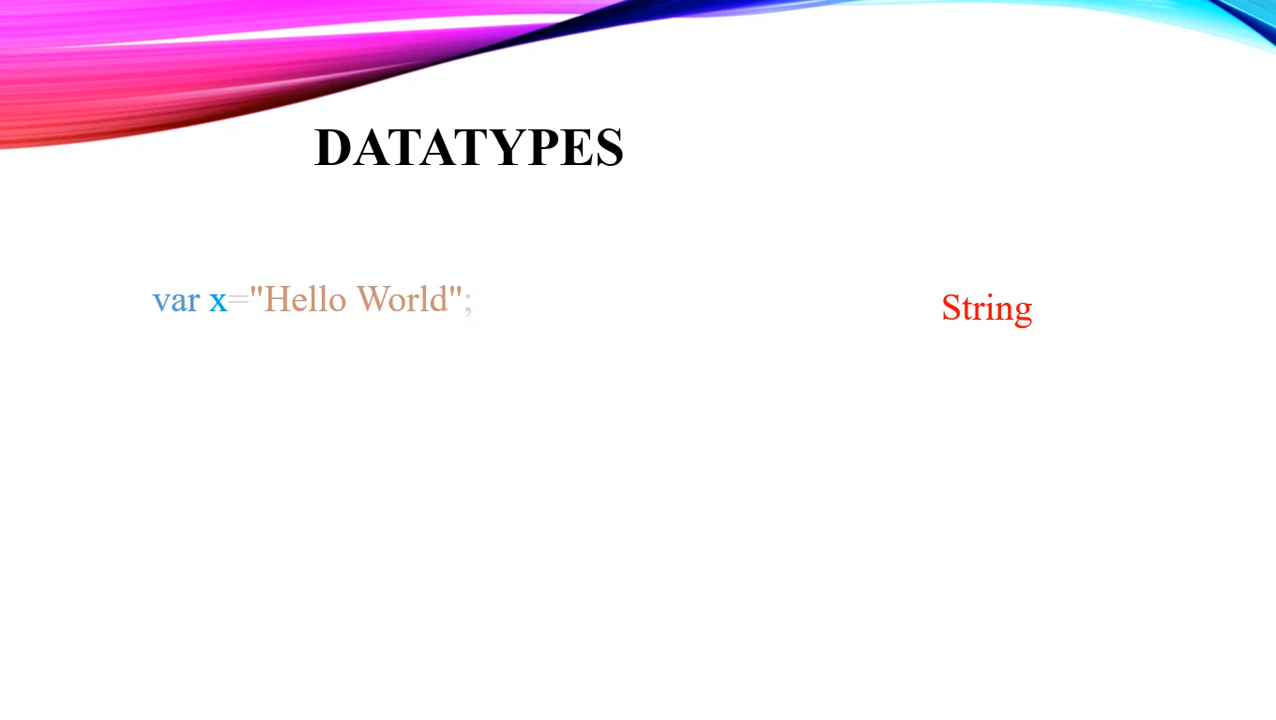 DATATYPES
var x="Hello World";
String